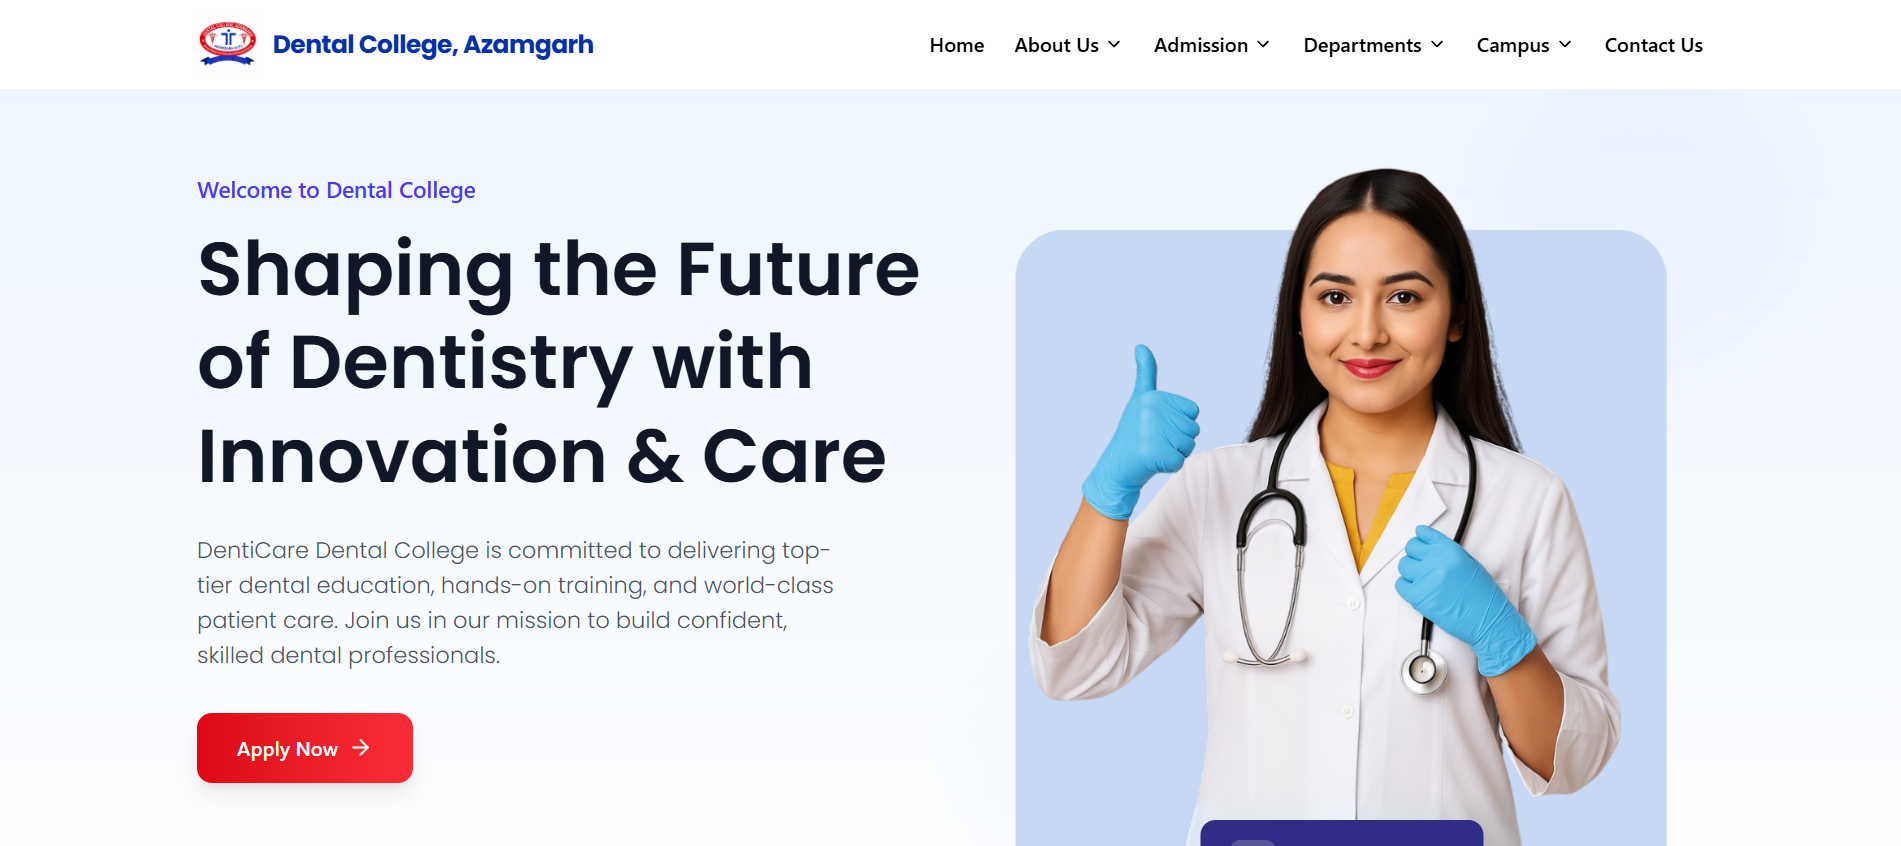 Dental College, Azamgarh
Home About Us Admission Departments Campus Contact Us
Welcome to Dental College
Shaping the Future
of Dentistry with
Innovation & Care
DentiCare Dental College is committed to delivering top-
tier dental education, hands-on training, and world-class
patient care. Join us in our mission to build confident,
skilled dental professionals.
Apply Now